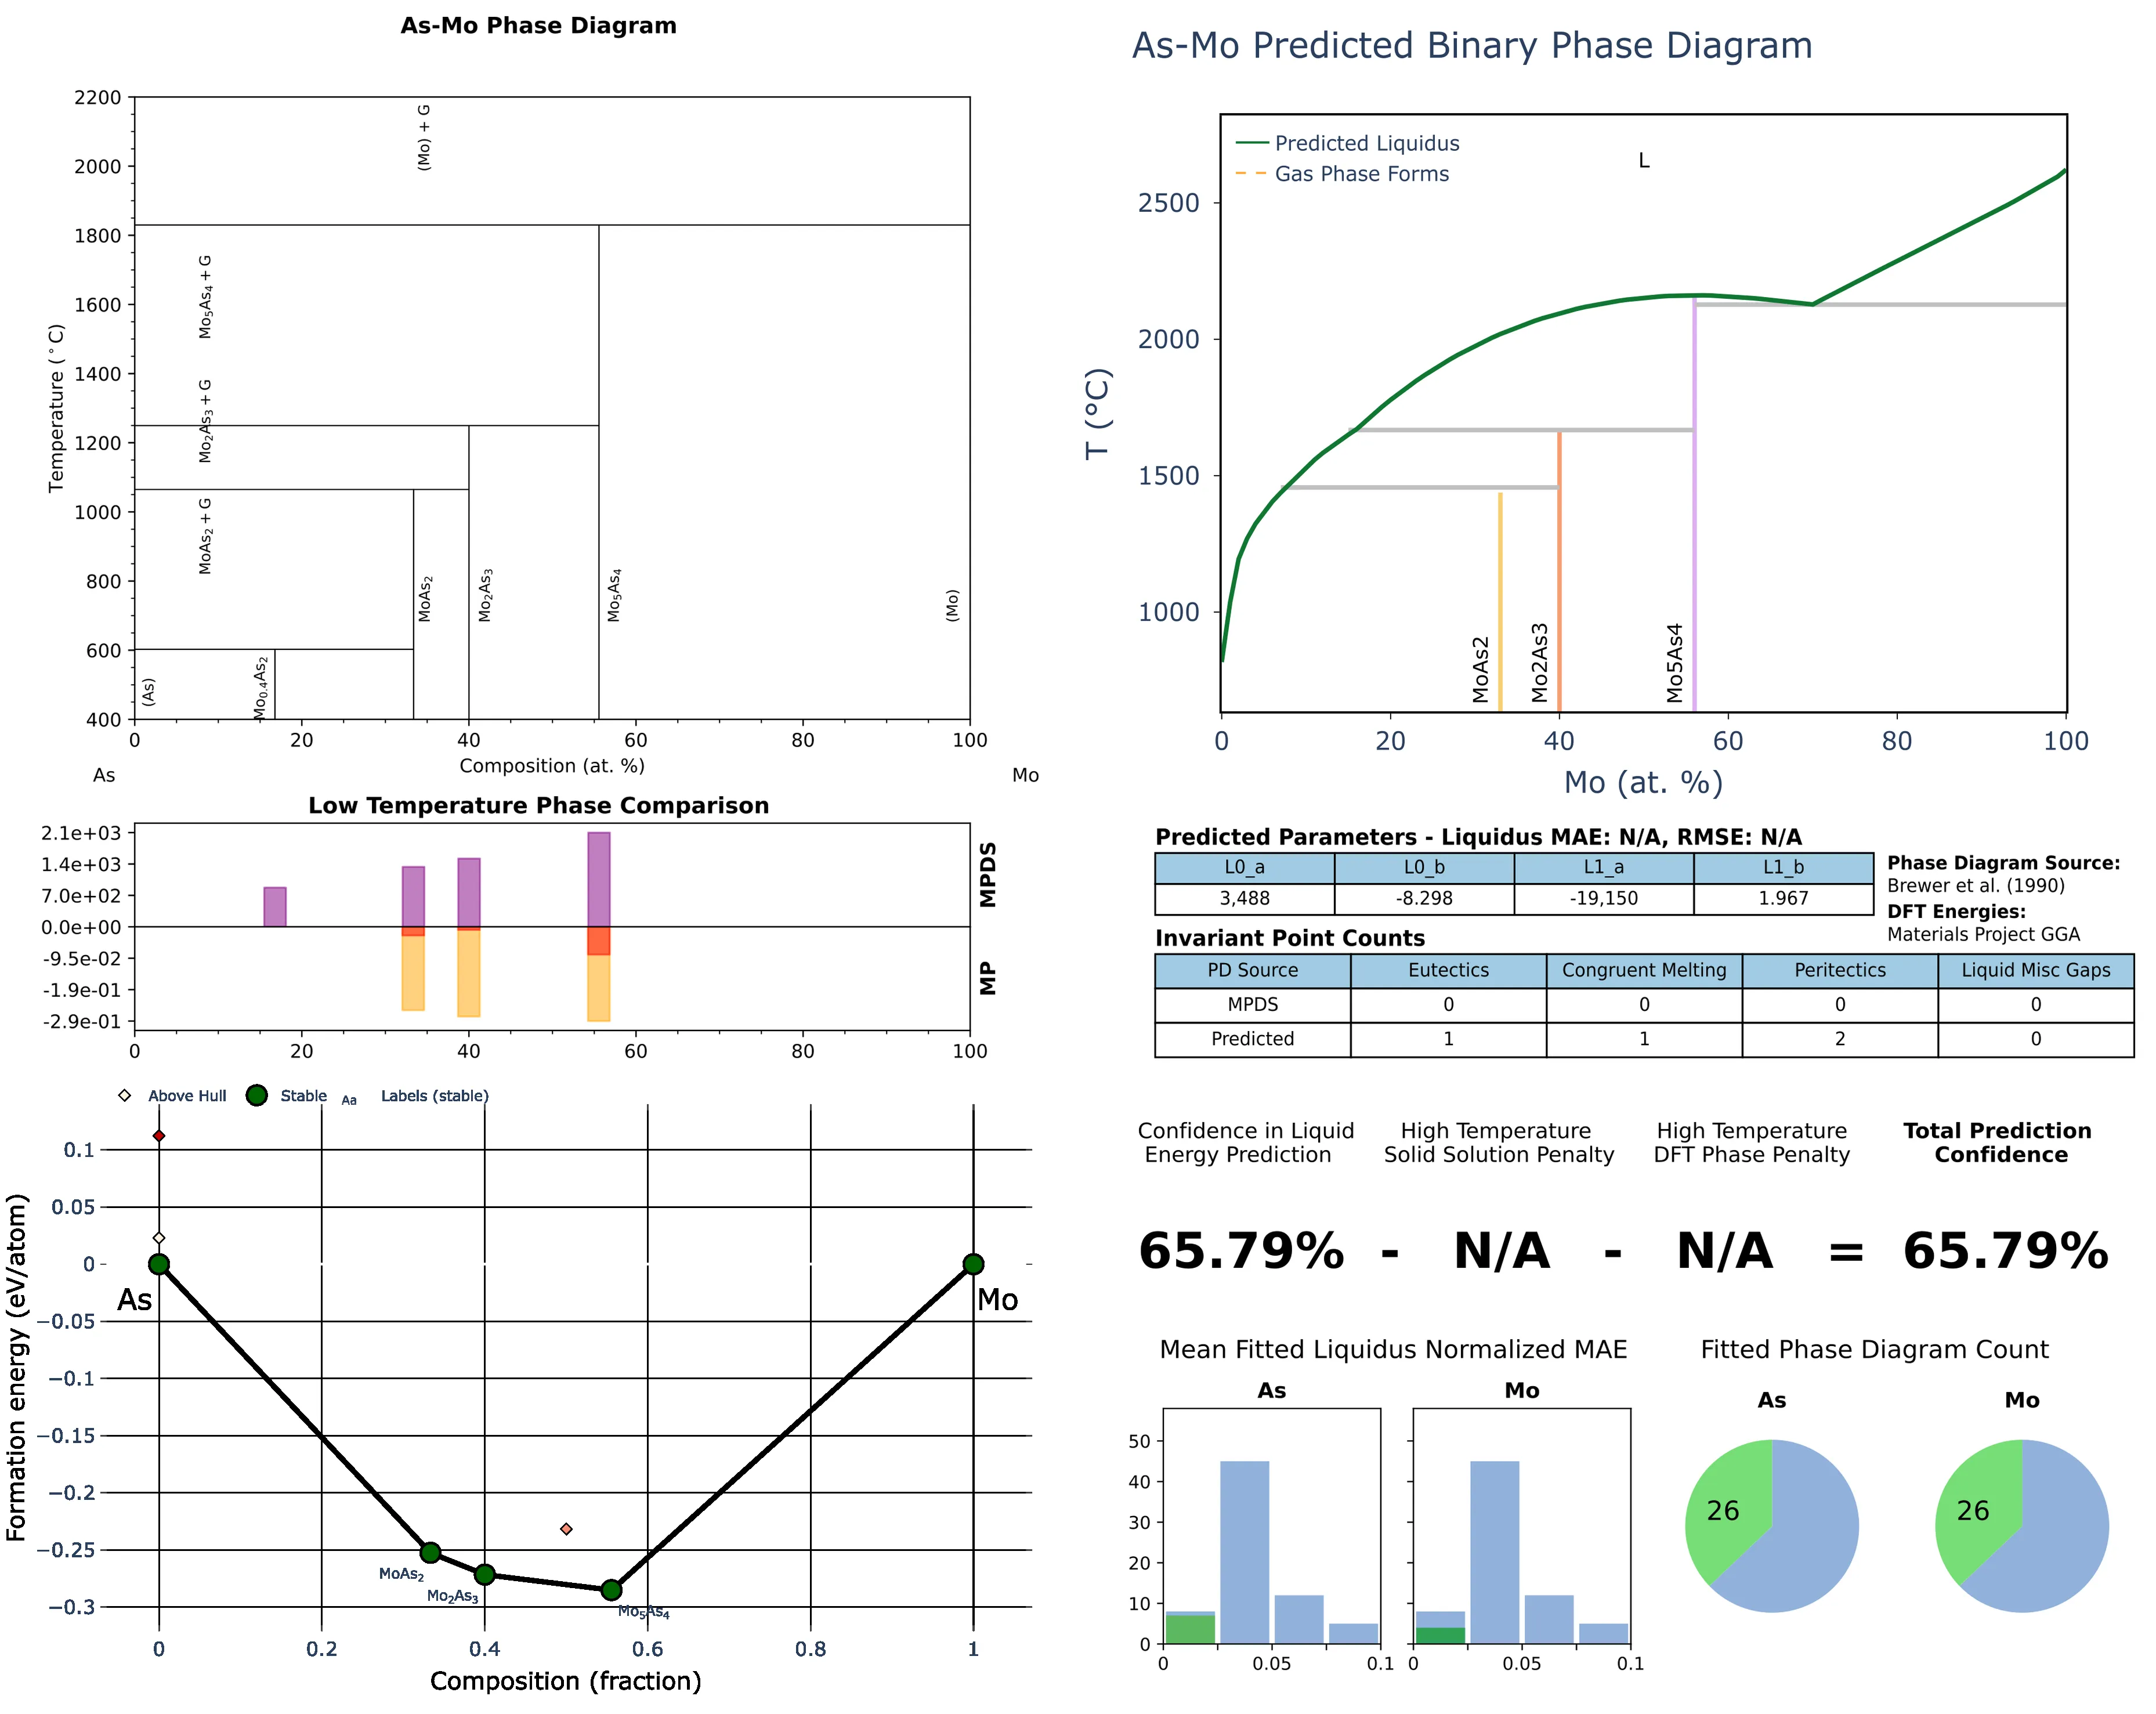 As-Mo Phase Diagram
2200
2000
1800
1600
1400
1200
1000
800
600
400
Temperature (°C)
(Mo) + G
Mo₅As₄ + G
Mo₂As₃ + G
MoAs₂ + G
(As)
Mo₀.₄As₂
MoAs₂
Mo₂As₃
Mo₅As₄
(Mo)
0 20 40 60 80 100
Composition (at. %)
As Mo
Low Temperature Phase Comparison
2.1e+03
1.4e+03
7.0e+02
0.0e+00
-9.5e-02
-1.9e-01
-2.9e-01
MPDS
MP
0 20 40 60 80 100
Above Hull Stable Aa Labels (stable)
0.1
0.05
0
−0.05
−0.1
−0.15
−0.2
−0.25
−0.3
Formation energy (eV/atom)
As
Mo
MoAs₂
Mo₂As₃
Mo₅As₄
0 0.2 0.4 0.6 0.8 1
Composition (fraction)
As-Mo Predicted Binary Phase Diagram
Predicted Liquidus
Gas Phase Forms
L
2500
2000
1500
1000
T (°C)
MoAs2
Mo2As3
Mo5As4
0 20 40 60 80 100
Mo (at. %)
Predicted Parameters - Liquidus MAE: N/A, RMSE: N/A
L0_a L0_b L1_a L1_b
3,488 -8.298 -19,150 1.967
Phase Diagram Source:
Brewer et al. (1990)
DFT Energies:
Materials Project GGA
Invariant Point Counts
PD Source Eutectics Congruent Melting Peritectics Liquid Misc Gaps
MPDS 0 0 0 0
Predicted 1 1 2 0
Confidence in Liquid
Energy Prediction
High Temperature
Solid Solution Penalty
High Temperature
DFT Phase Penalty
Total Prediction
Confidence
65.79% - N/A - N/A = 65.79%
Mean Fitted Liquidus Normalized MAE
As
Mo
50
40
30
20
10
0
0 0.05 0.1
0 0.05 0.1
Fitted Phase Diagram Count
As
Mo
26
26